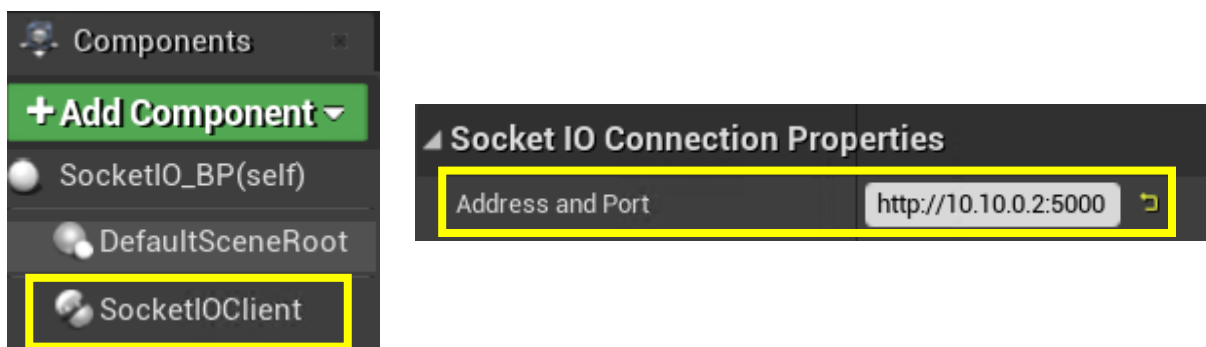 Components
+ Add Component
SocketIO_BP(self)
DefaultSceneRoot
SocketIOClient
Socket IO Connection Properties
Address and Port http://10.10.0.2:5000